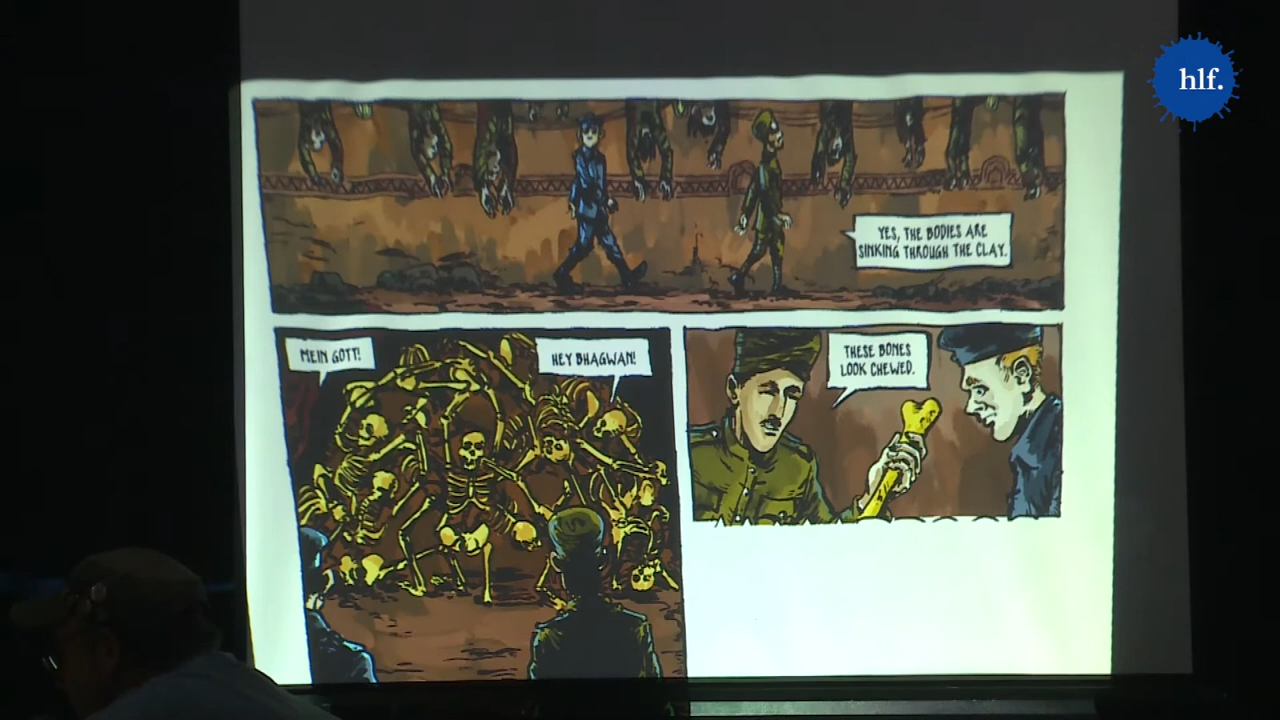 hlf.
YES, THE BODIES ARE
SINKING THROUGH THE CLAY.
MEIN GOTT!
HEY BHAGWAN!
THESE BONES
LOOK CHEWED.